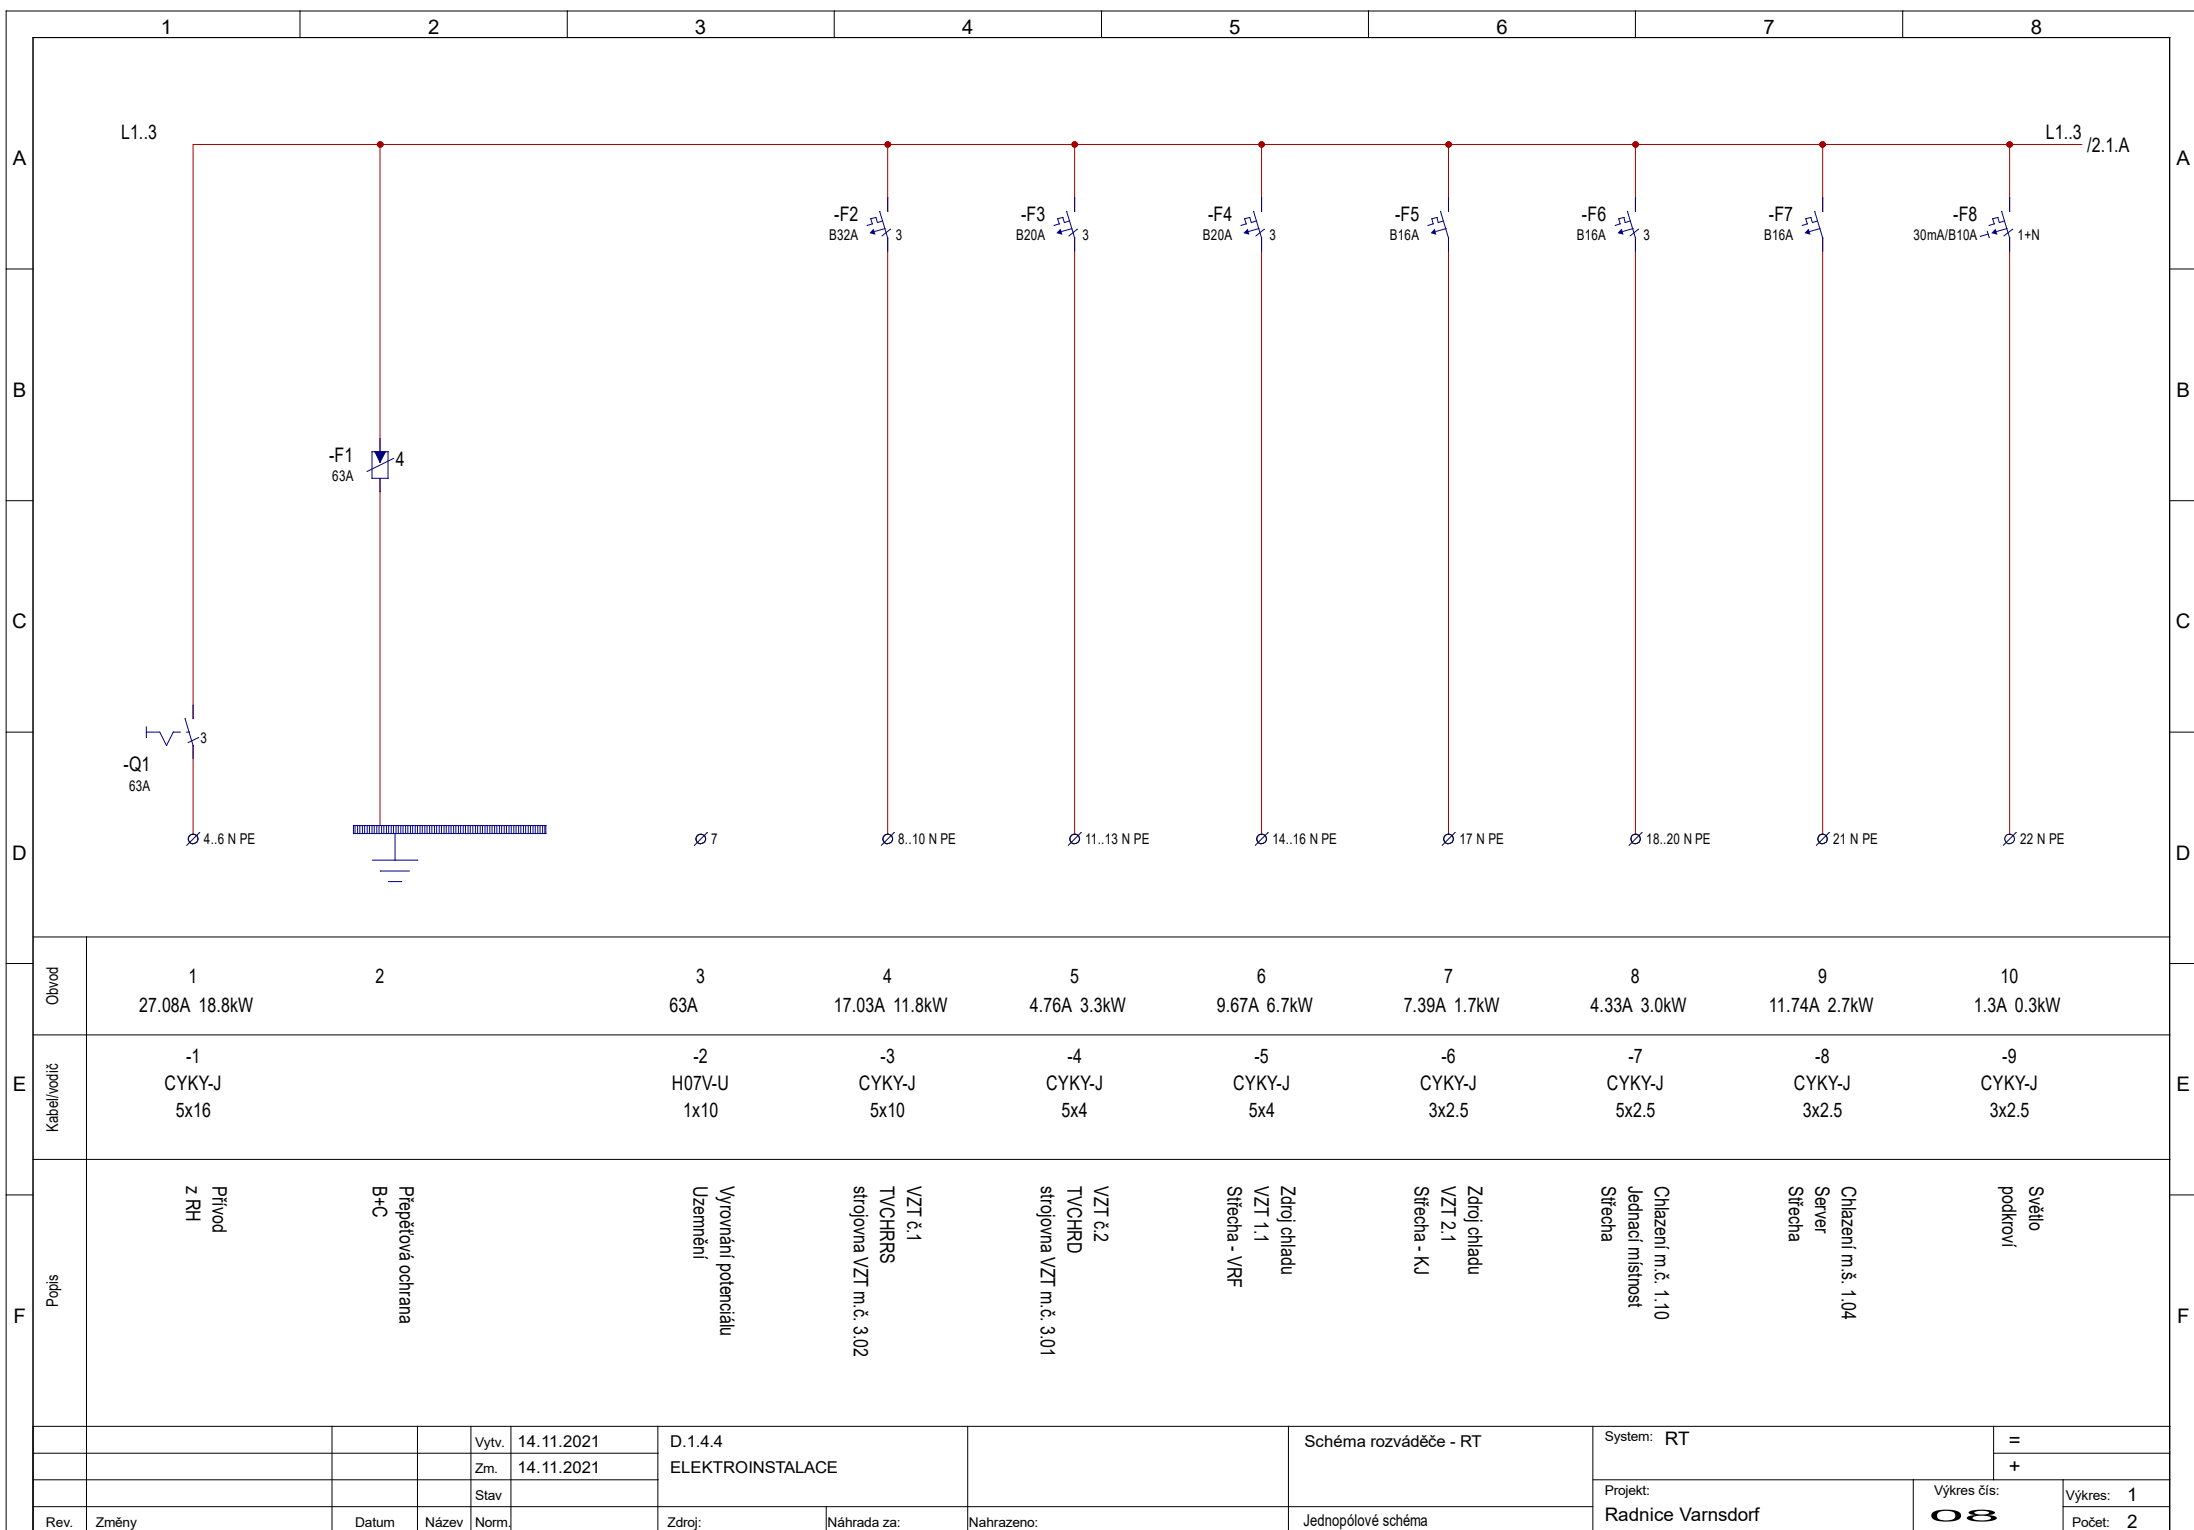 1 2 3 4 5 6 7 8
L1..3
L1..3
/2.1.A
A A
-F2
B32A 3
-F3
B20A 3
-F4
B20A 3
-F5
B16A
-F6
B16A 3
-F7
B16A
-F8
30mA/B10A 1+N
B B
-F1
63A
4
C C
3
-Q1
63A
4..6 N PE
7
8..10 N PE
11..13 N PE
14..16 N PE
17 N PE
18..20 N PE
21 N PE
22 N PE
D D
Obvod
1 2 3 4 5 6 7 8 9 10
27.08A 18.8kW 63A 17.03A 11.8kW 4.76A 3.3kW 9.67A 6.7kW 7.39A 1.7kW 4.33A 3.0kW 11.74A 2.7kW 1.3A 0.3kW
E E
Kabel/vodič
-1 -2 -3 -4 -5 -6 -7 -8 -9
CYKY-J H07V-U CYKY-J CYKY-J CYKY-J CYKY-J CYKY-J CYKY-J CYKY-J
5x16 1x10 5x10 5x4 5x4 3x2.5 5x2.5 3x2.5 3x2.5
F F
Popis
Přívod
z RH
Přepěťová ochrana
B+C
Vyrovnání potenciálu
Uzemnění
VZT č.1
TVCHRRS
strojovna VZT m.č. 3.02
VZT č.2
TVCHRD
strojovna VZT m.č. 3.01
Zdroj chladu
VZT 1.1
Střecha - VRF
Zdroj chladu
VZT 2.1
Střecha - KJ
Chlazení m.č. 1.10
Jednací místnost
Střecha
Chlazení m.š. 1.04
Server
Střecha
Světlo
podkroví
Vytv. 14.11.2021 D.1.4.4 Schéma rozváděče - RT System: RT =
Zm. 14.11.2021 ELEKTROINSTALACE +
Stav Projekt: Výkres čís: Výkres: 1
Radnice Varnsdorf 08
Rev. Změny Datum Název Norm. Zdroj: Náhrada za: Nahrazeno: Jednopólové schéma Počet: 2